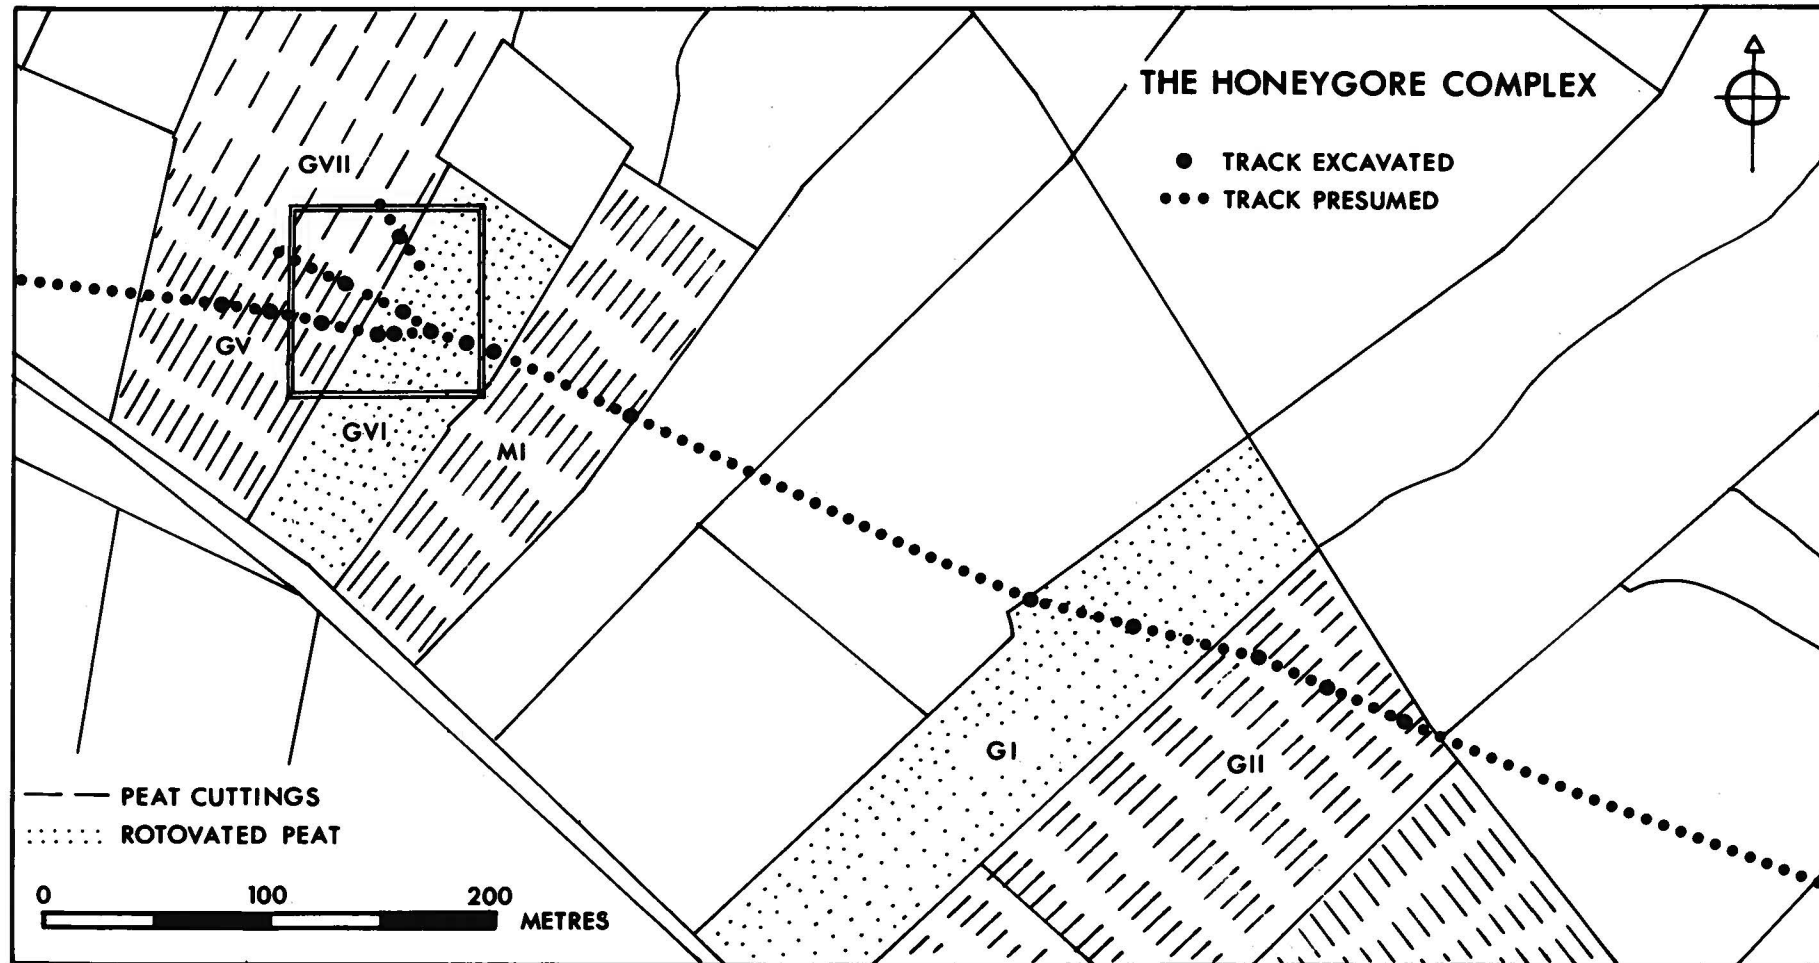 THE HONEYGORE COMPLEX
TRACK EXCAVATED
TRACK PRESUMED
GVII
GV
GVI
MI
GI
GII
PEAT CUTTINGS
ROTOVATED PEAT
0 100 200
METRES